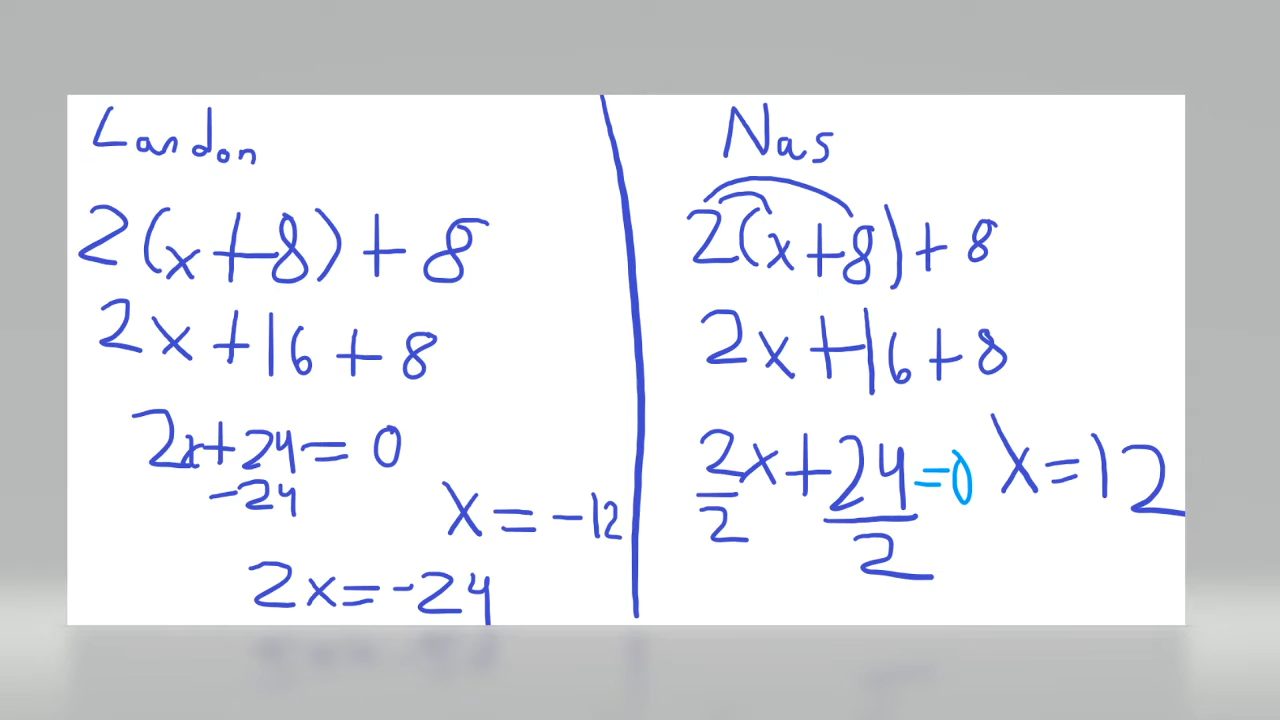 Landon
2(x+8)+8
2x+16+8
2x+24=0
-24
x=-12
2x=-24
Nas
2(x+8)+8
2x+16+8
2x+24=0 x=12
2 2